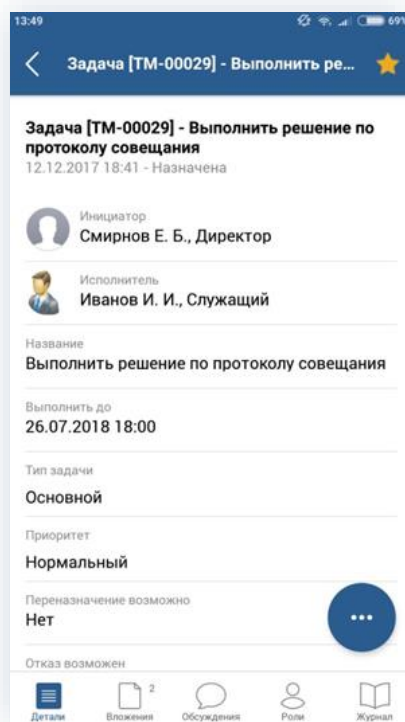 13:49
69%
Задача [ТМ-00029] - Выполнить ре...
Задача [ТМ-00029] - Выполнить решение по
протоколу совещания
12.12.2017 18:41 - Назначена
Инициатор
Смирнов Е. Б., Директор
Исполнитель
Иванов И. И., Служащий
Название
Выполнить решение по протоколу совещания
Выполнить до
26.07.2018 18:00
Тип задачи
Основной
Приоритет
Нормальный
Переназначение возможно
Нет
Отказ возможен
2
Детали Вложения Обсуждения Роли Журнал